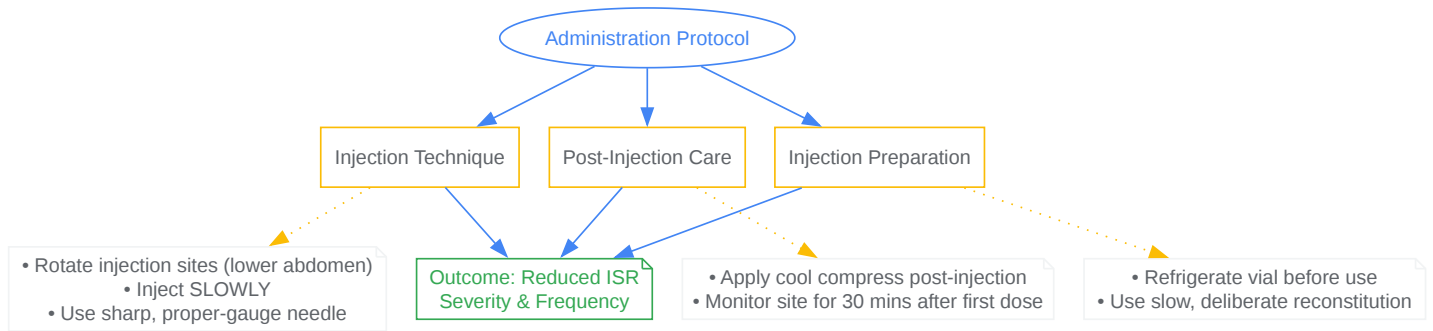 Administration Protocol
Injection Technique
Post-Injection Care
Injection Preparation
• Rotate injection sites (lower abdomen)
• Inject SLOWLY
• Use sharp, proper-gauge needle
Outcome: Reduced ISR
Severity & Frequency
• Apply cool compress post-injection
• Monitor site for 30 mins after first dose
• Refrigerate vial before use
• Use slow, deliberate reconstitution